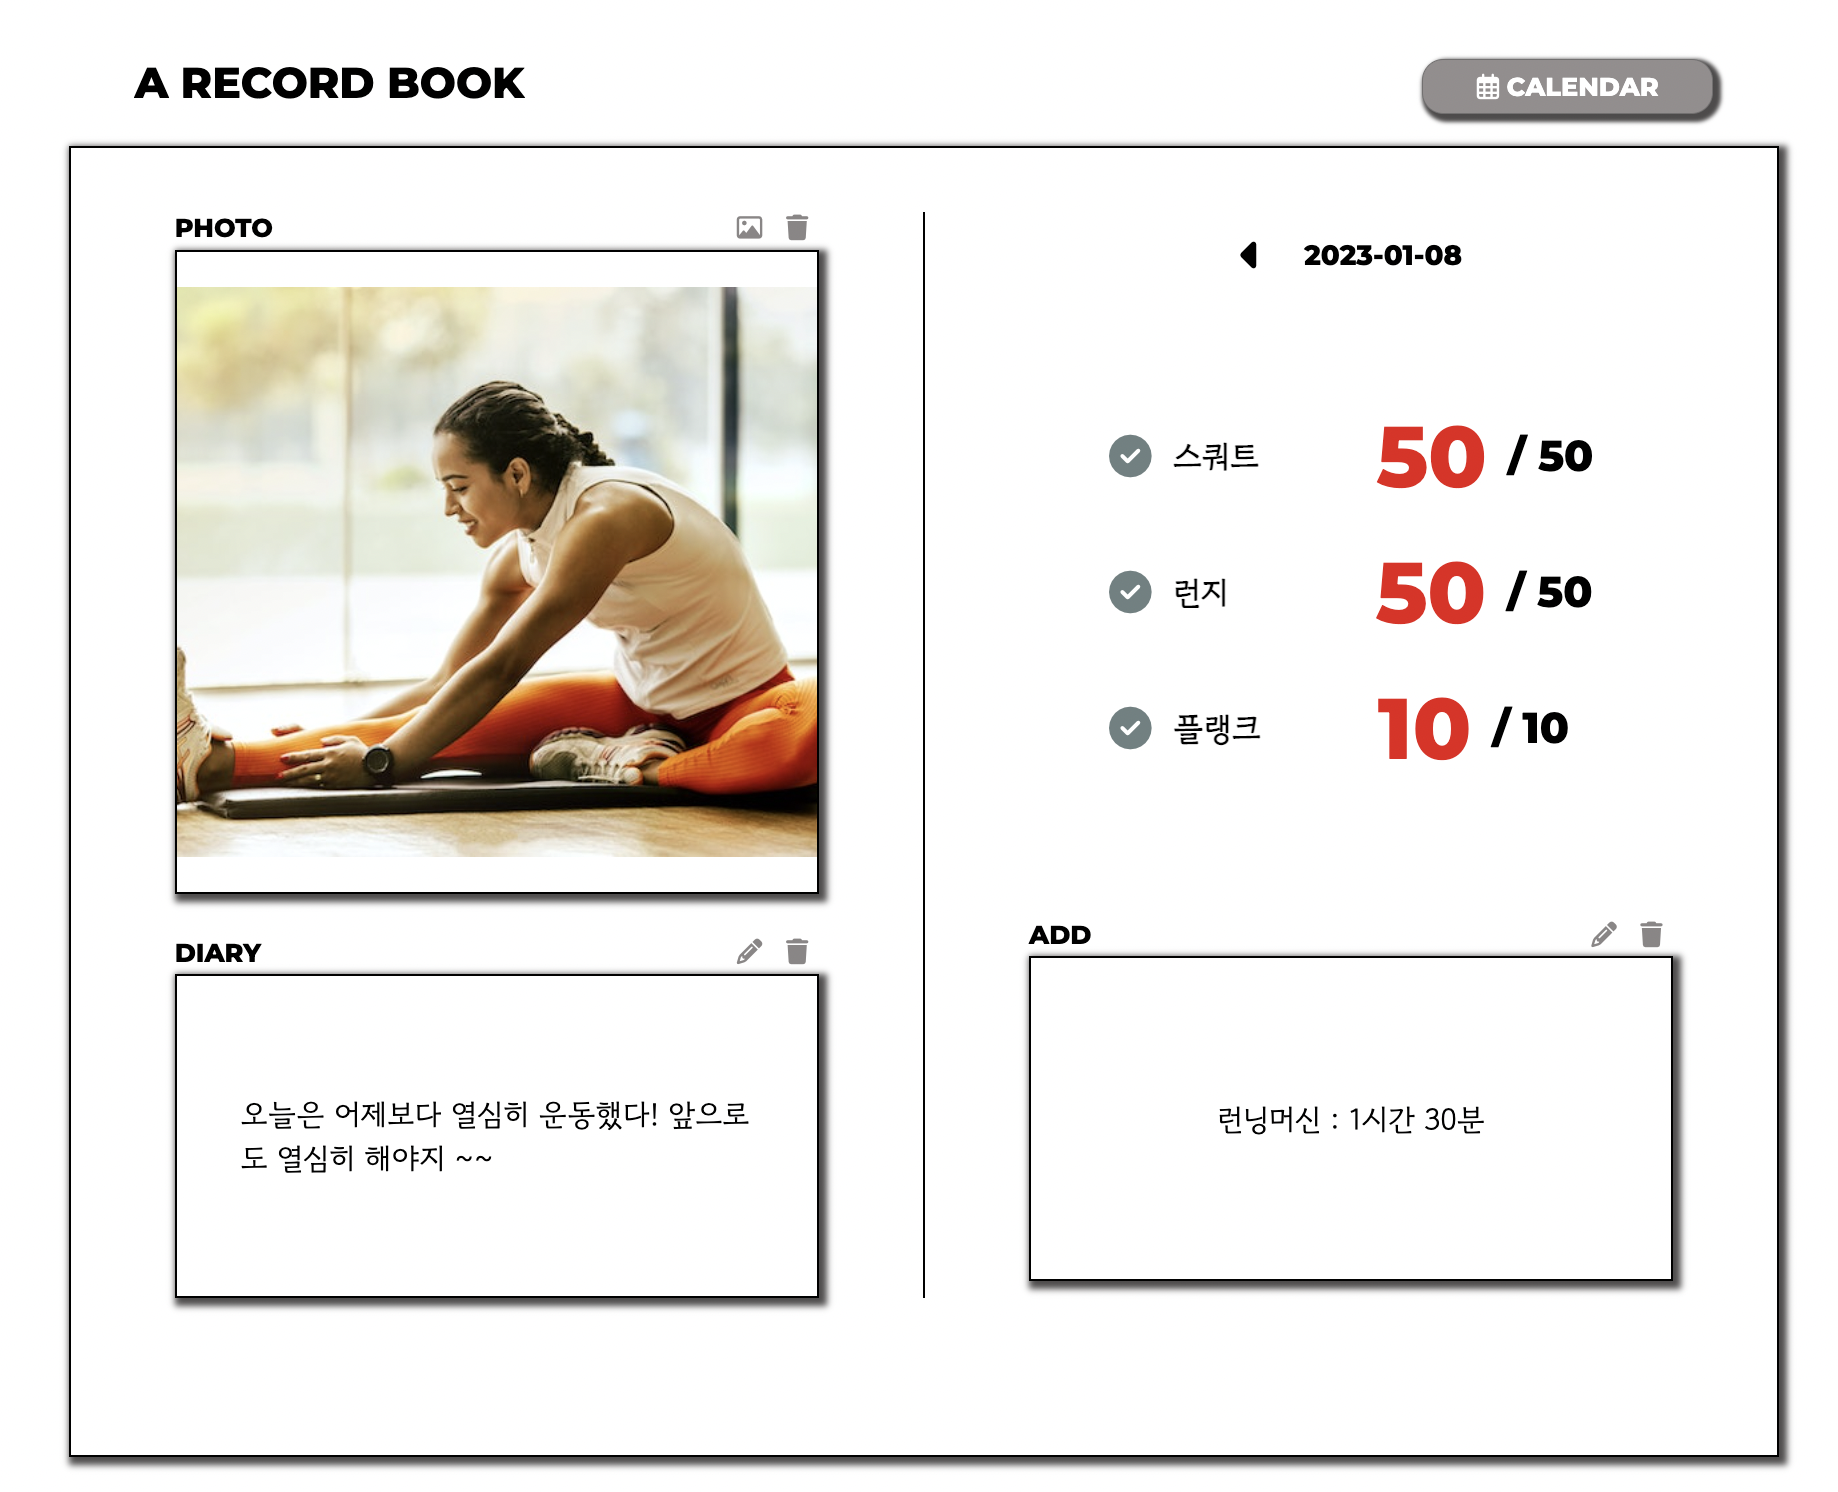 A RECORD BOOK
CALENDAR
PHOTO
DIARY
오늘은 어제보다 열심히 운동했다! 앞으로
도 열심히 해야지 ~~
2023-01-08
스쿼트 50 / 50
런지 50 / 50
플랭크 10 / 10
ADD
런닝머신 : 1시간 30분